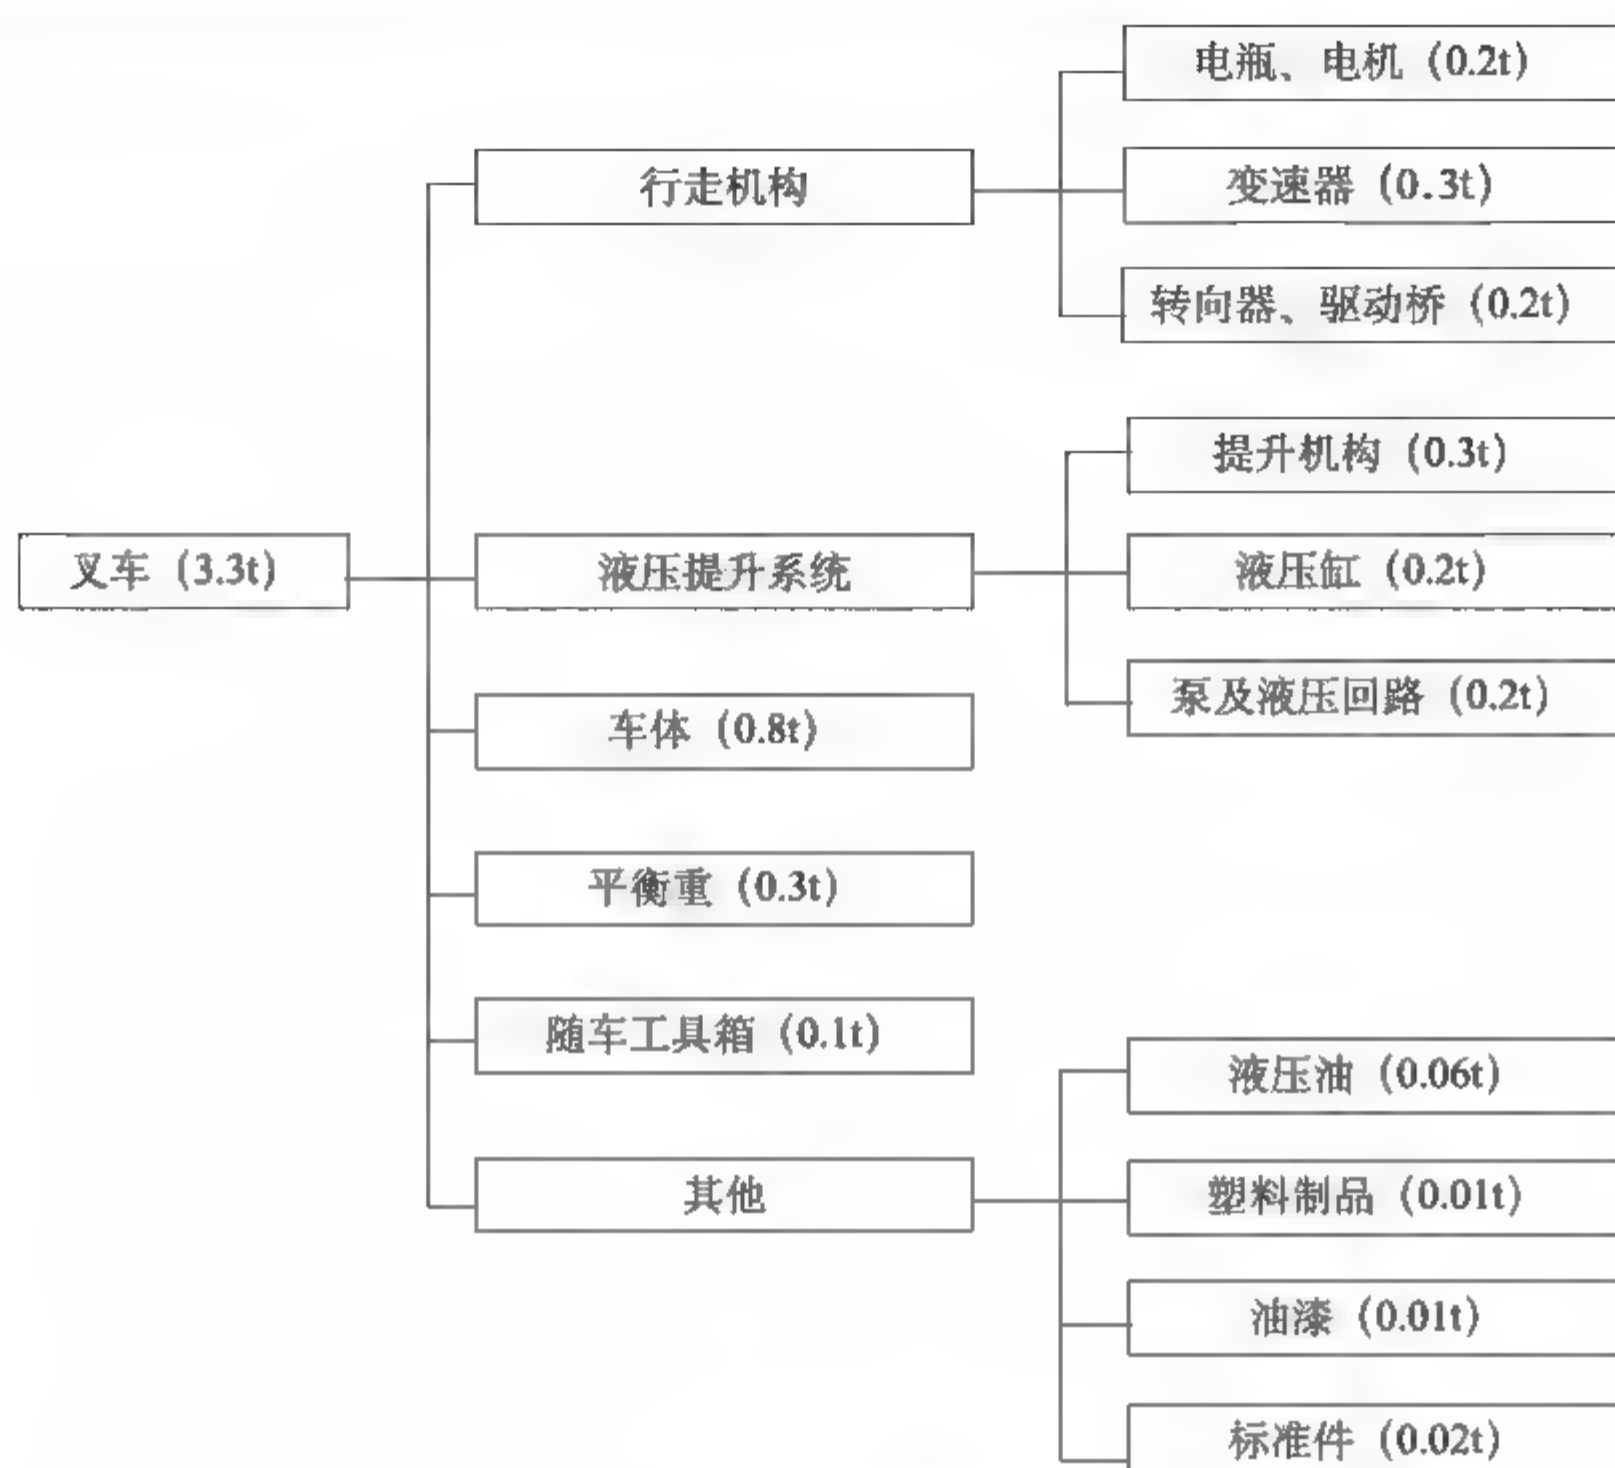 电瓶、电机（0.2t）
行走机构
变速器（0.3t）
转向器、驱动桥（0.2t）
提升机构（0.3t）
叉车（3.3t）
液压提升系统
液压缸（0.2t）
泵及液压回路（0.2t）
车体（0.8t）
平衡重（0.3t）
随车工具箱（0.1t）
液压油（0.06t）
其他
塑料制品（0.01t）
油漆（0.01t）
标准件（0.02t）